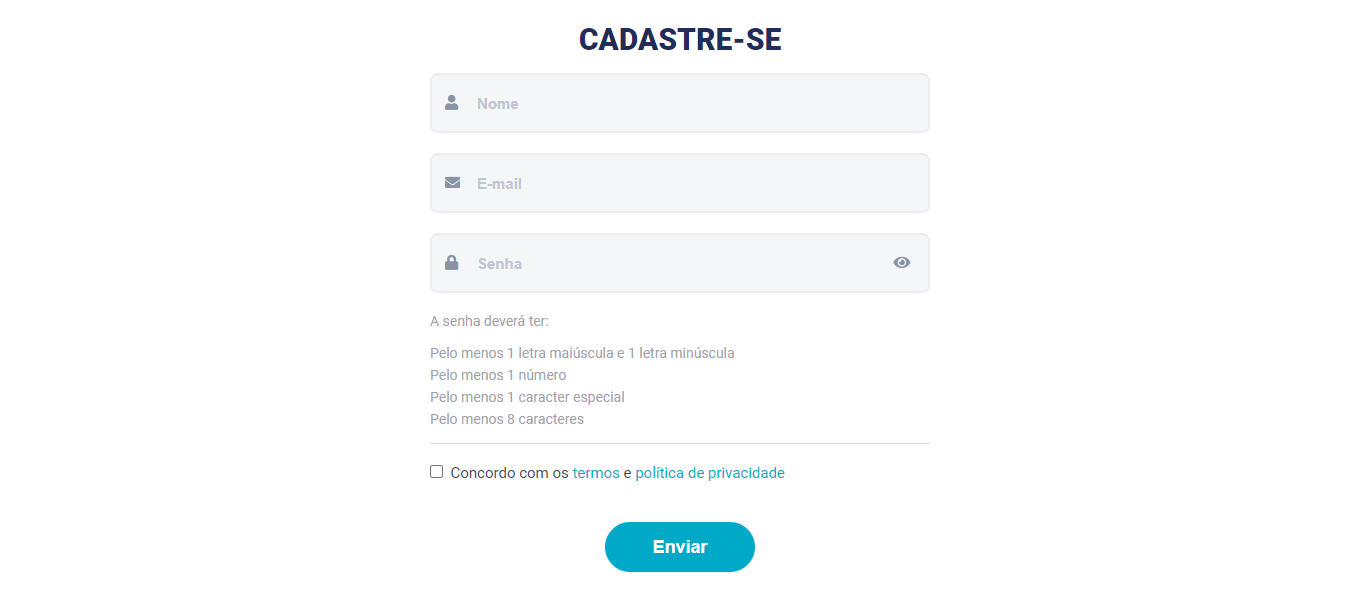 CADASTRE-SE
Nome
E-mail
Senha
A senha deverá ter:
Pelo menos 1 letra maiúscula e 1 letra minúscula
Pelo menos 1 número
Pelo menos 1 caracter especial
Pelo menos 8 caracteres
Concordo com os termos e política de privacidade
Enviar